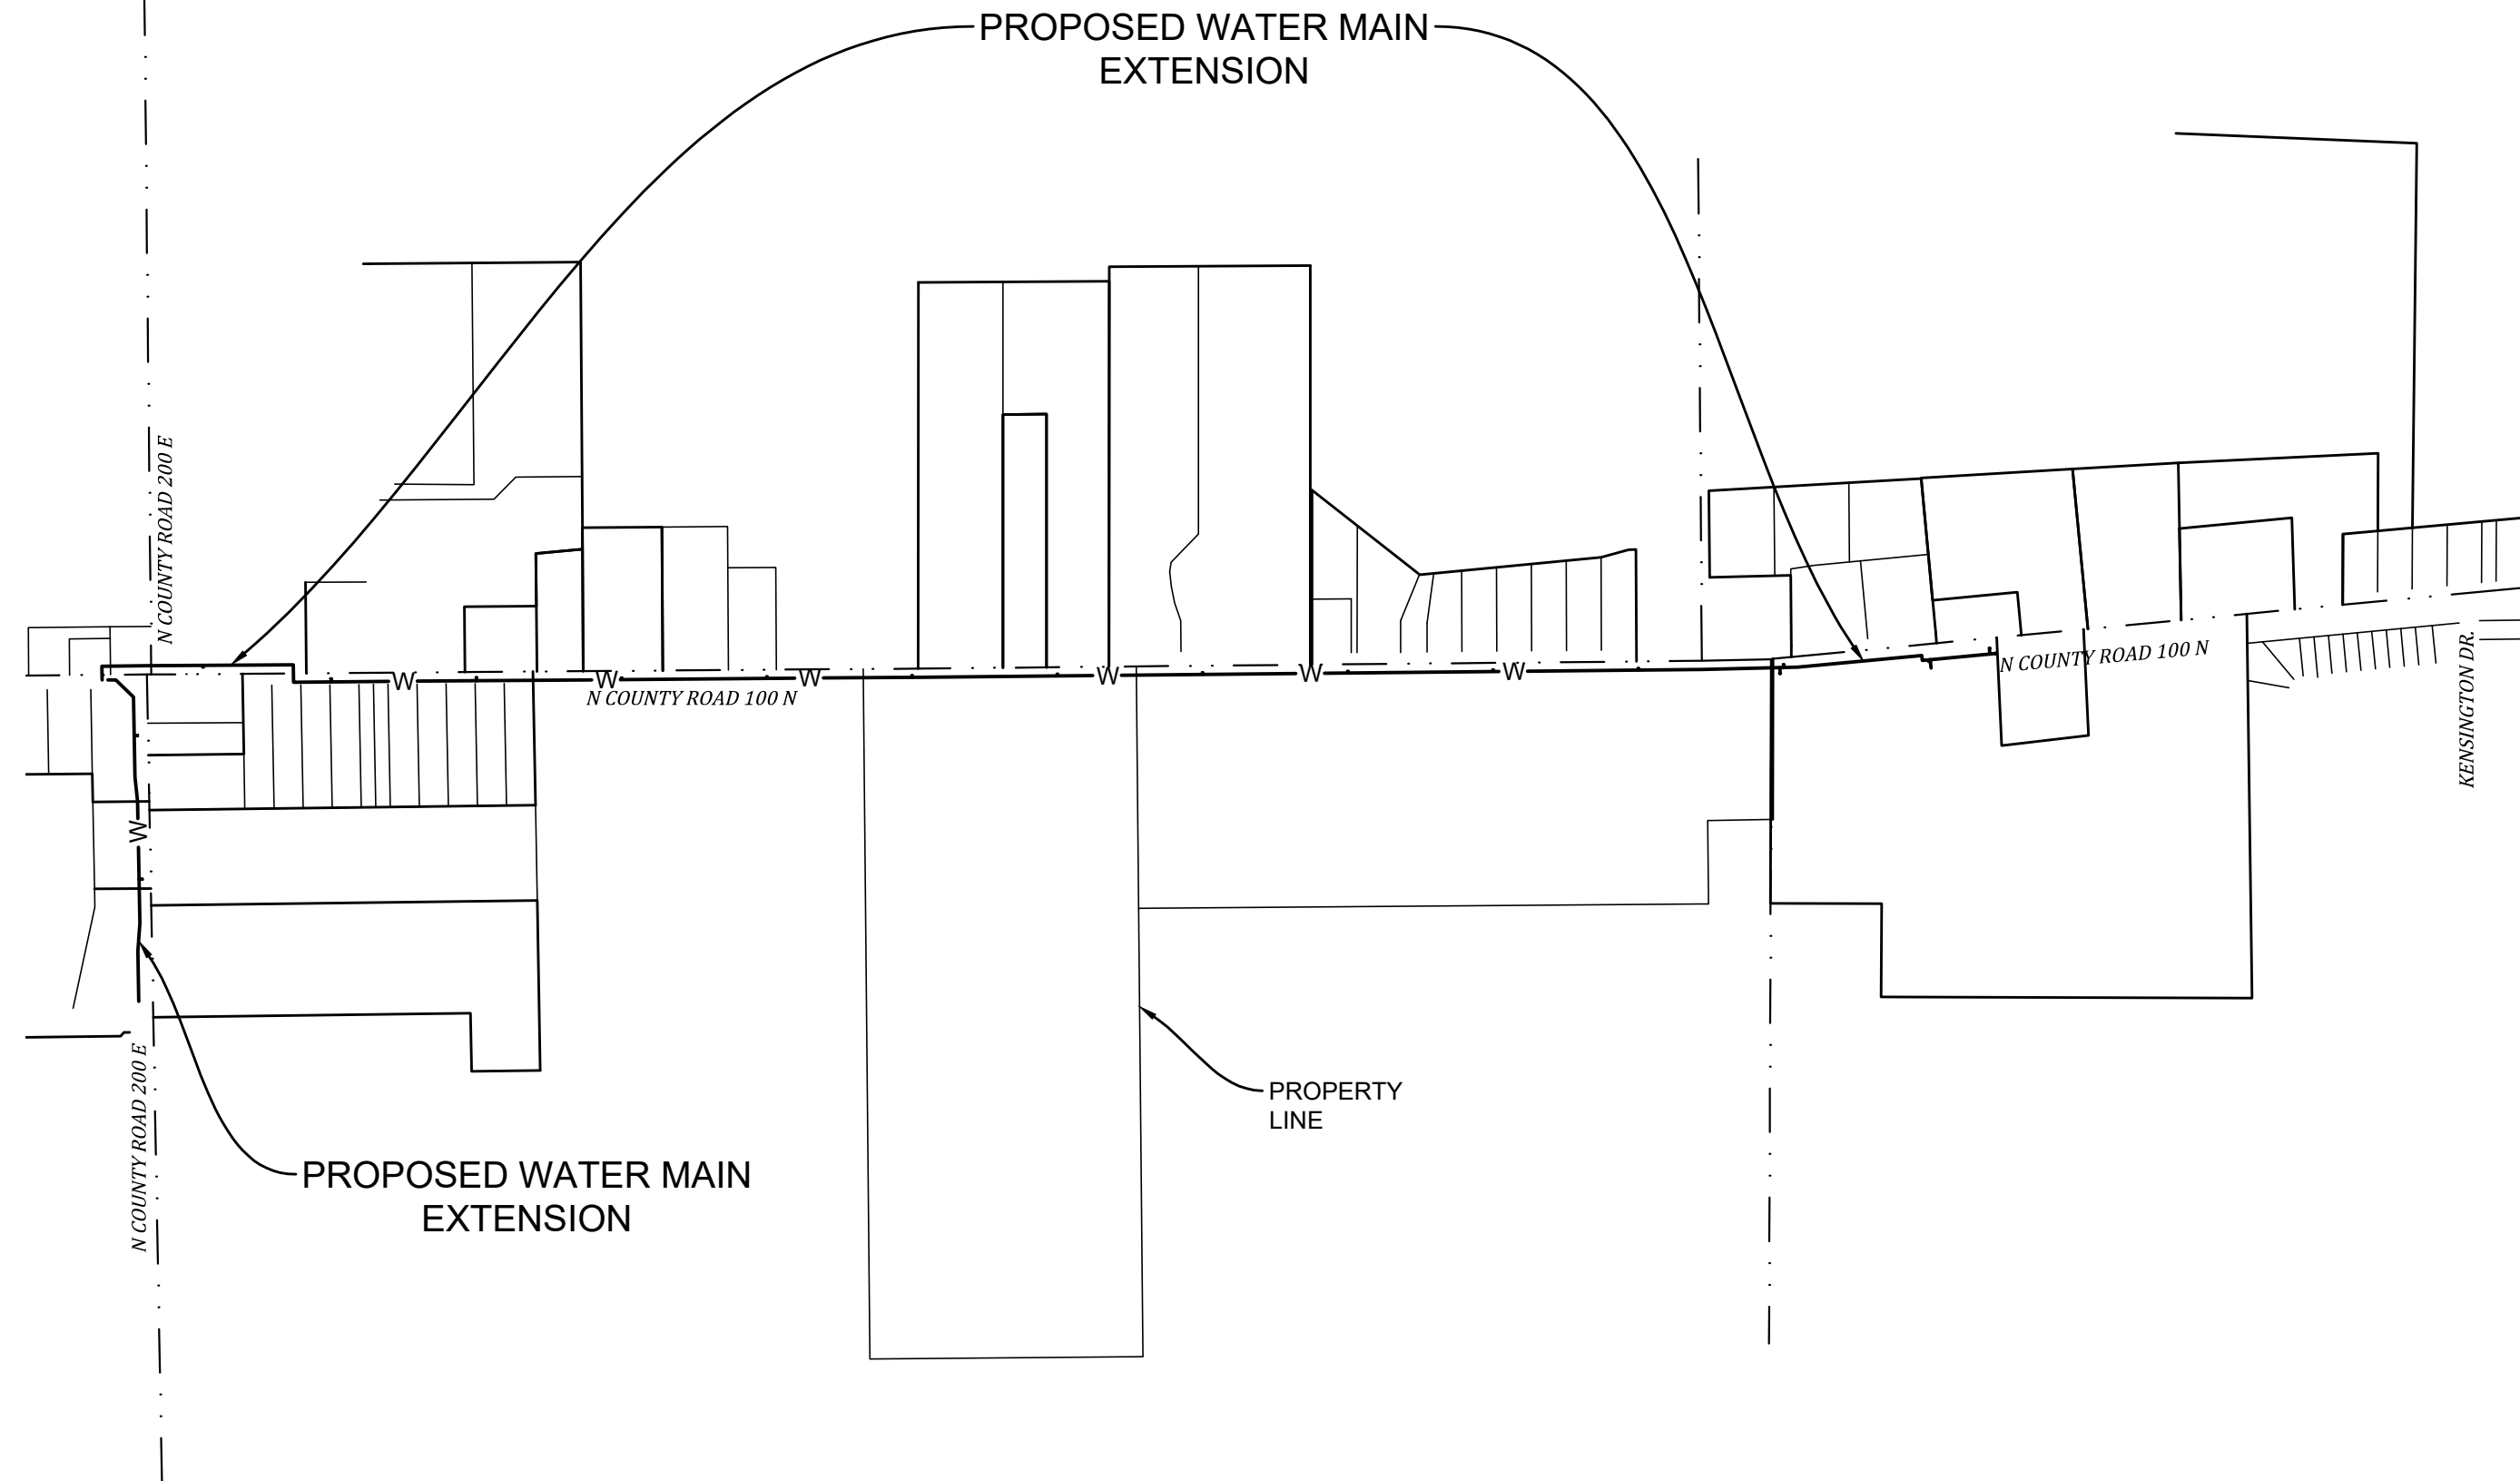 PROPOSED WATER MAIN
EXTENSION
N COUNTY ROAD 200 E
W
W
W
W
W
W
N COUNTY ROAD 100 N
N COUNTY ROAD 100 N
KENSINGTON DR.
W
N COUNTY ROAD 200 E
PROPERTY
LINE
PROPOSED WATER MAIN
EXTENSION